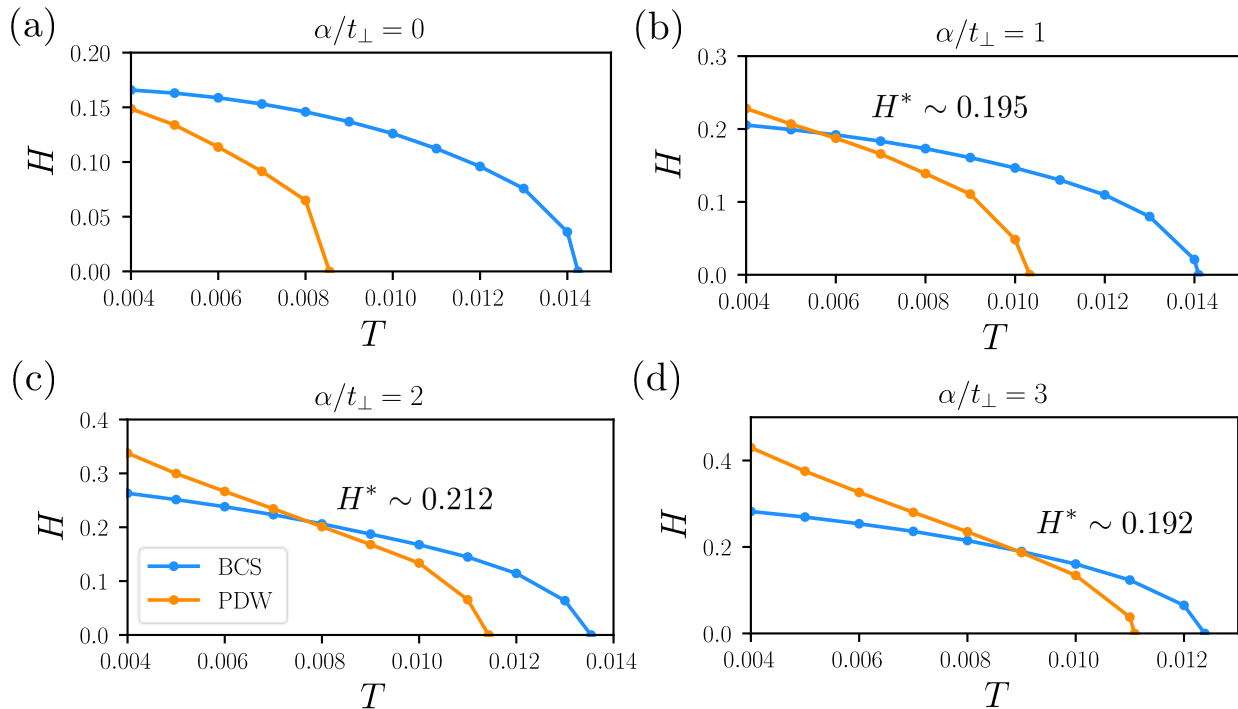 (a)
α/t⊥ = 0
H
0.20
0.15
0.10
0.05
0.00
0.004 0.006 0.008 0.010 0.012 0.014
T
(b)
α/t⊥ = 1
H
0.3
0.2
0.1
0.0
H* ~ 0.195
0.004 0.006 0.008 0.010 0.012 0.014
T
(c)
α/t⊥ = 2
H
0.4
0.3
0.2
0.1
0.0
H* ~ 0.212
BCS
PDW
0.004 0.006 0.008 0.010 0.012 0.014
T
(d)
α/t⊥ = 3
H
0.4
0.2
0.0
H* ~ 0.192
0.004 0.006 0.008 0.010 0.012
T